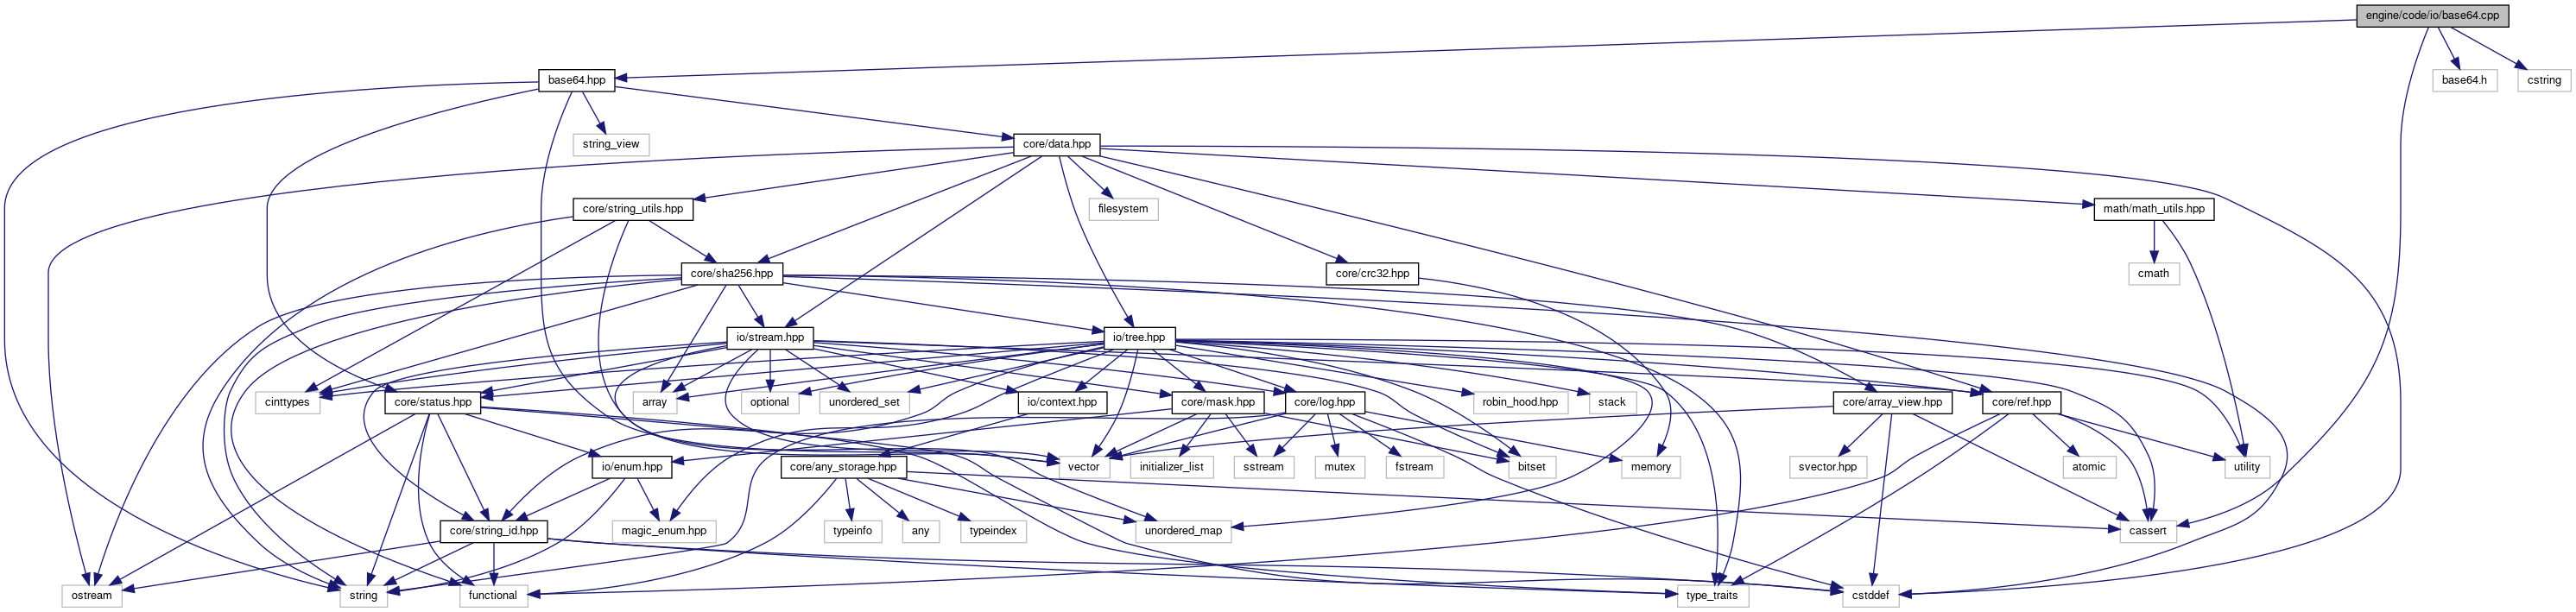 engine/code/io/base64.cpp
base64.hpp
base64.h
cstring
string_view
core/data.hpp
core/string_utils.hpp
filesystem
math/math_utils.hpp
core/sha256.hpp
core/crc32.hpp
cmath
io/stream.hpp
io/tree.hpp
cinttypes
core/status.hpp
array
optional
unordered_set
io/context.hpp
core/mask.hpp
core/log.hpp
robin_hood.hpp
stack
core/array_view.hpp
core/ref.hpp
io/enum.hpp
core/any_storage.hpp
vector
initializer_list
sstream
mutex
fstream
bitset
memory
svector.hpp
atomic
utility
core/string_id.hpp
magic_enum.hpp
typeinfo
any
typeindex
unordered_map
cassert
ostream
string
functional
type_traits
cstddef